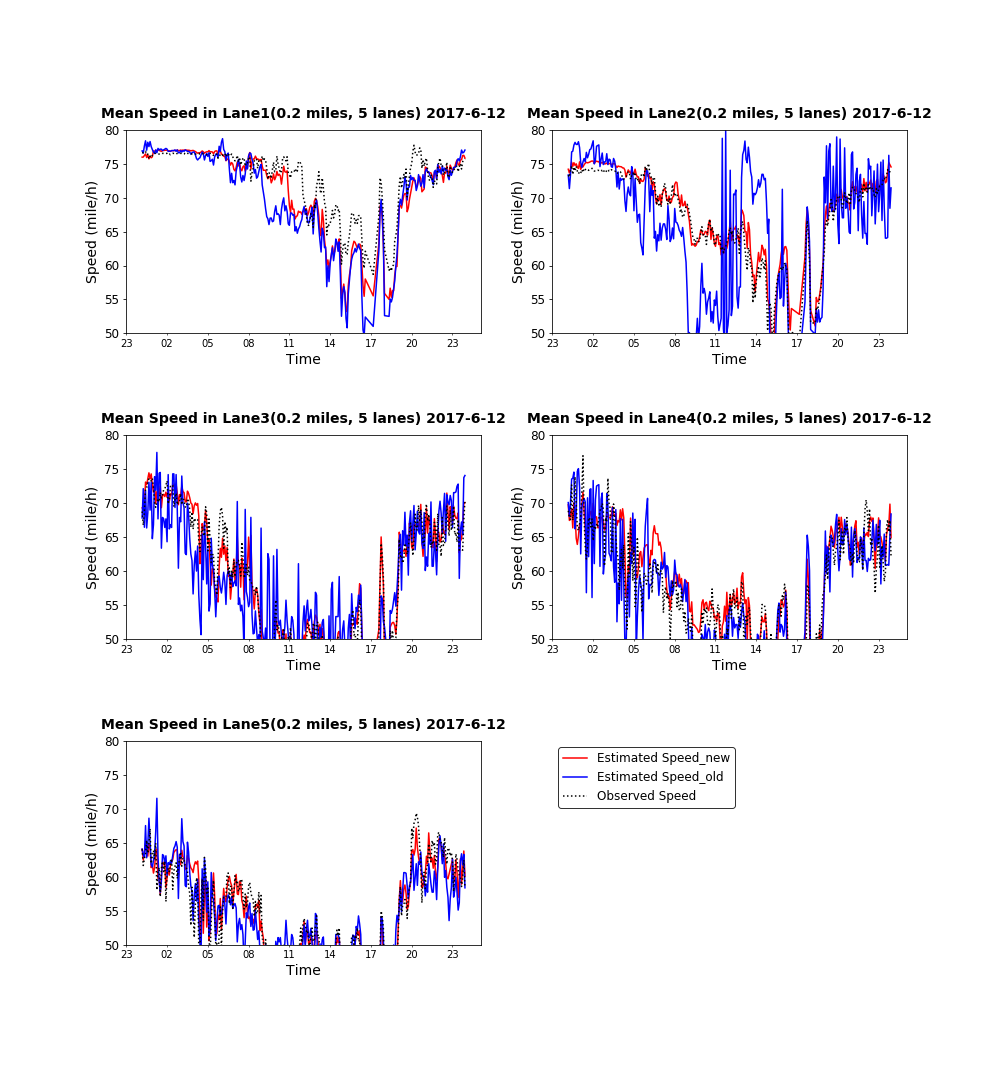 Mean Speed in Lane1(0.2 miles, 5 lanes) 2017-6-12
80
75
70
65
60
55
50
Speed (mile/h)
23 02 05 08 11 14 17 20 23
Time
Mean Speed in Lane2(0.2 miles, 5 lanes) 2017-6-12
80
75
70
65
60
55
50
Speed (mile/h)
23 02 05 08 11 14 17 20 23
Time
Mean Speed in Lane3(0.2 miles, 5 lanes) 2017-6-12
80
75
70
65
60
55
50
Speed (mile/h)
23 02 05 08 11 14 17 20 23
Time
Mean Speed in Lane4(0.2 miles, 5 lanes) 2017-6-12
80
75
70
65
60
55
50
Speed (mile/h)
23 02 05 08 11 14 17 20 23
Time
Mean Speed in Lane5(0.2 miles, 5 lanes) 2017-6-12
80
75
70
65
60
55
50
Speed (mile/h)
23 02 05 08 11 14 17 20 23
Time
Estimated Speed_new
Estimated Speed_old
Observed Speed